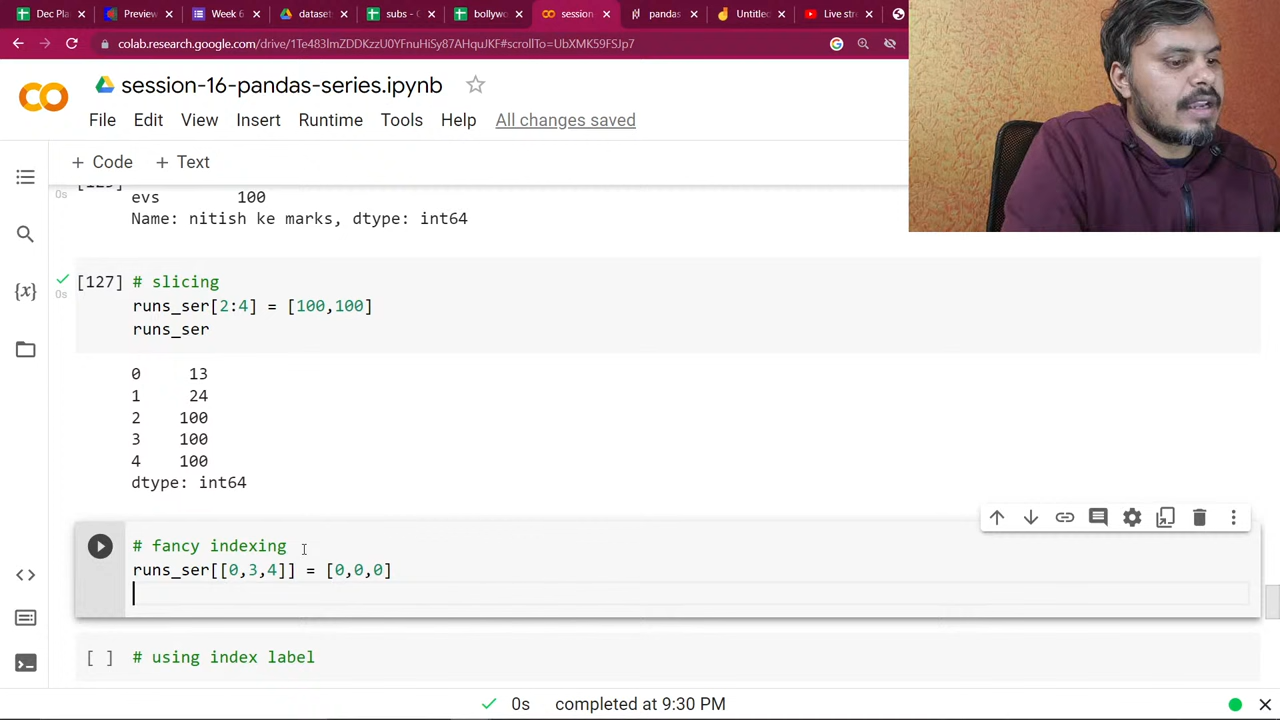 Dec Pla
Preview
Week 6
dataset
subs - G
bollywo
session
pandas
Untitled
Live str
colab.research.google.com/drive/1Te483lmZDDKzzU0YFnuHiSy87AHquJKF#scrollTo=UbXMK59FSJp7
session-16-pandas-series.ipynb
File Edit View Insert Runtime Tools Help All changes saved
+ Code + Text
0s
evs 100
Name: nitish ke marks, dtype: int64
[127] # slicing
0s
runs_ser[2:4] = [100,100]
runs_ser
0 13
1 24
2 100
3 100
4 100
dtype: int64
# fancy indexing
runs_ser[[0,3,4]] = [0,0,0]
[ ] # using index label
0s completed at 9:30 PM